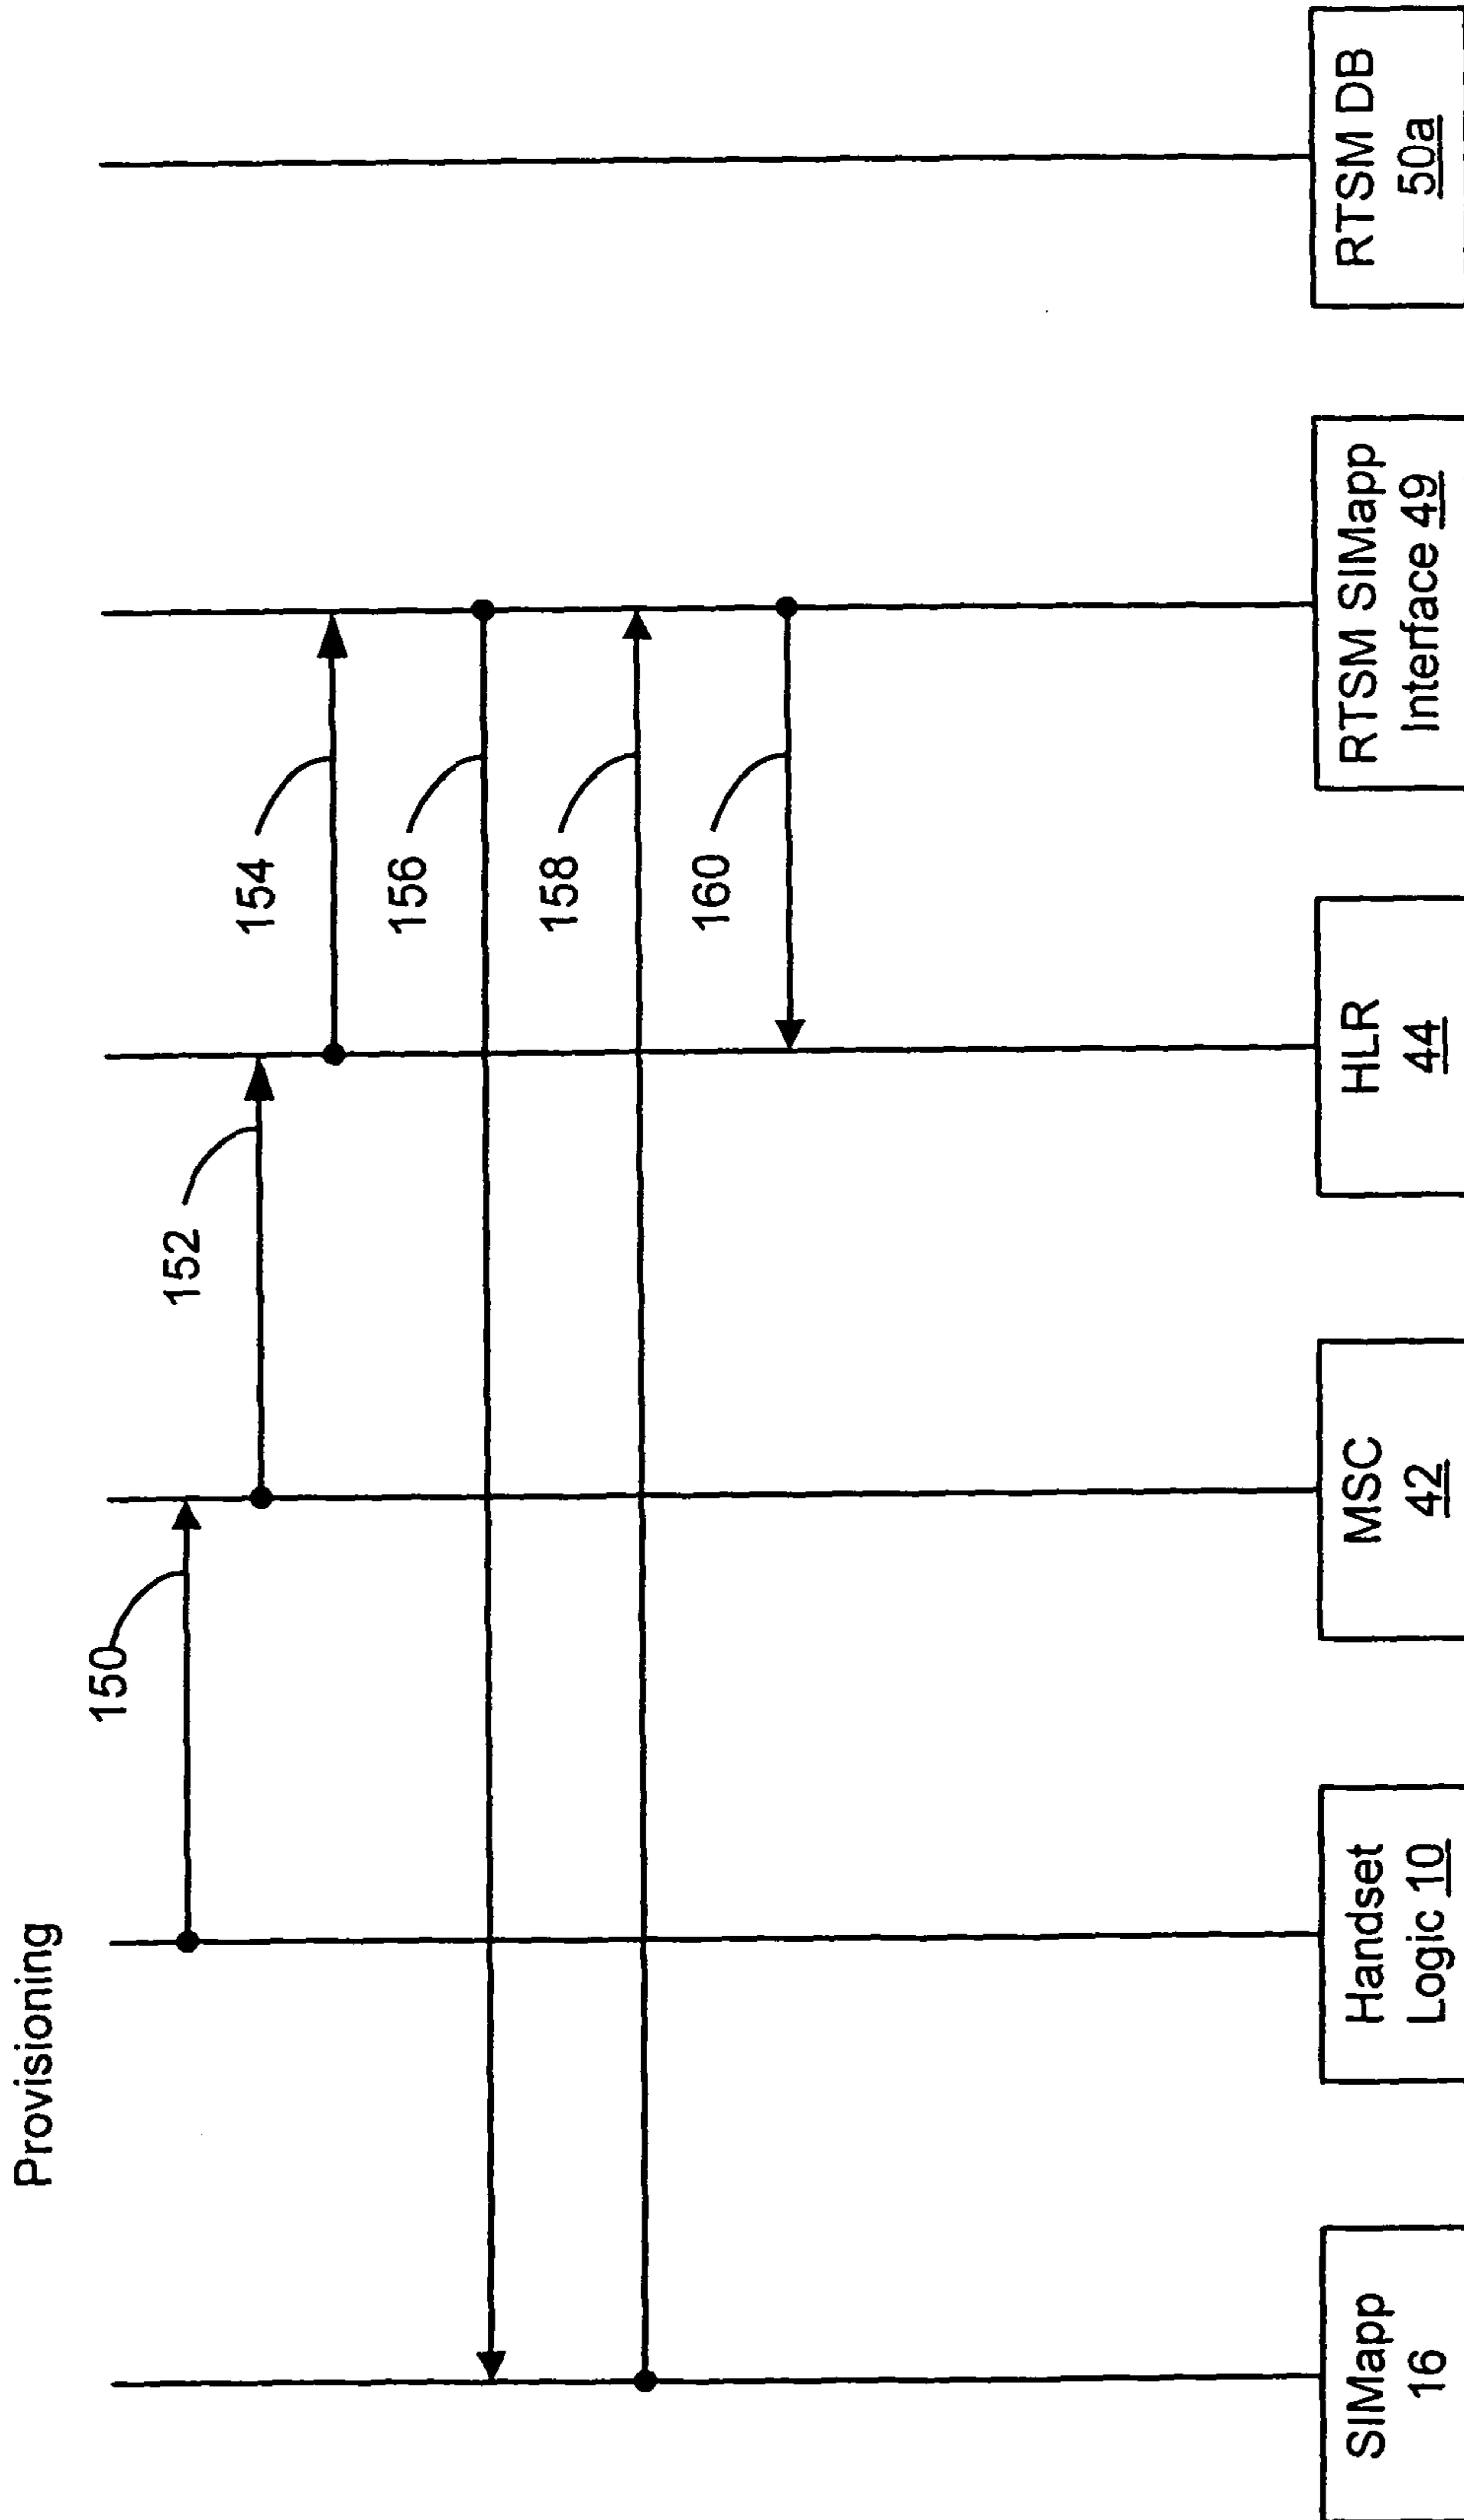 Provisioning
150
152
154
156
158
160
SIMapp
16
Handset
Logic 10
MSC
42
HLR
44
RTSM SIMapp
Interface 49
RTSM DB
50a